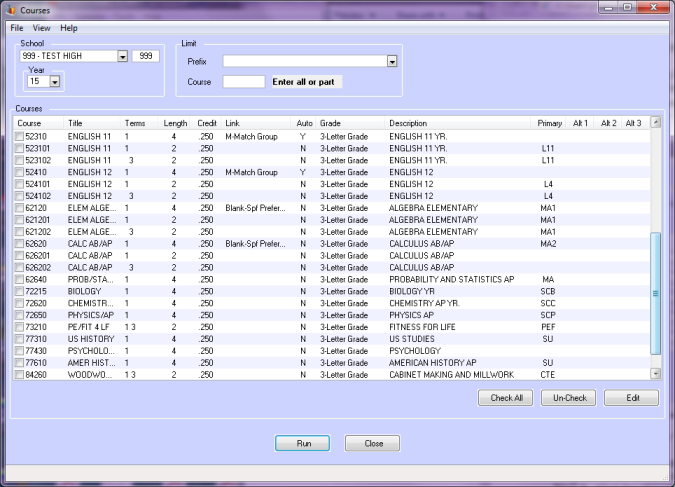 Courses
File View Help
School
999 - TEST HIGH 999
Year
15
Limit
Prefix
Course Enter all or part
Courses
Course Title Terms Length Credit Link Auto Grade Description Primary Alt 1 Alt 2 Alt 3
52310 ENGLISH 11 1 4 .250 M-Match Group Y 3-Letter Grade ENGLISH 11 YR.
523101 ENGLISH 11 1 2 .250 N 3-Letter Grade ENGLISH 11 YR. L11
523102 ENGLISH 11 3 2 .250 N 3-Letter Grade ENGLISH 11 YR. L11
52410 ENGLISH 12 1 4 .250 M-Match Group Y 3-Letter Grade ENGLISH 12
524101 ENGLISH 12 1 2 .250 N 3-Letter Grade ENGLISH 12 L4
524102 ENGLISH 12 3 2 .250 N 3-Letter Grade ENGLISH 12 L4
62120 ELEM ALGE... 1 4 .250 Blank-Spf Prefer... N 3-Letter Grade ALGEBRA ELEMENTARY MA1
621201 ELEM ALGE... 1 2 .250 N 3-Letter Grade ALGEBRA ELEMENTARY MA1
621202 ELEM ALGE... 3 2 .250 N 3-Letter Grade ALGEBRA ELEMENTARY MA1
62620 CALC AB/AP 1 4 .250 Blank-Spf Prefer... N 3-Letter Grade CALCULUS AB/AP MA2
626201 CALC AB/AP 1 2 .250 N 3-Letter Grade CALCULUS AB/AP
626202 CALC AB/AP 3 2 .250 N 3-Letter Grade CALCULUS AB/AP
62640 PROB/STA... 1 4 .250 N 3-Letter Grade PROBABILITY AND STATISTICS AP MA
72215 BIOLOGY 1 4 .250 N 3-Letter Grade BIOLOGY YR SCB
72620 CHEMISTR... 1 4 .250 N 3-Letter Grade CHEMISTRY AP YR. SCC
72650 PHYSICS/AP 1 4 .250 N 3-Letter Grade PHYSICS AP SCP
73210 PE/FIT 4 LF 1 3 2 .250 N 3-Letter Grade FITNESS FOR LIFE PEF
77310 US HISTORY 1 4 .250 N 3-Letter Grade US STUDIES SU
77430 PSYCHOLO... 1 4 .250 N 3-Letter Grade PSYCHOLOGY
77610 AMER HIST... 1 4 .250 N 3-Letter Grade AMERICAN HISTORY AP SU
84260 WOODWO... 1 3 2 .250 N 3-Letter Grade CABINET MAKING AND MILLWORK CTE
Check All Un-Check Edit
Run Close